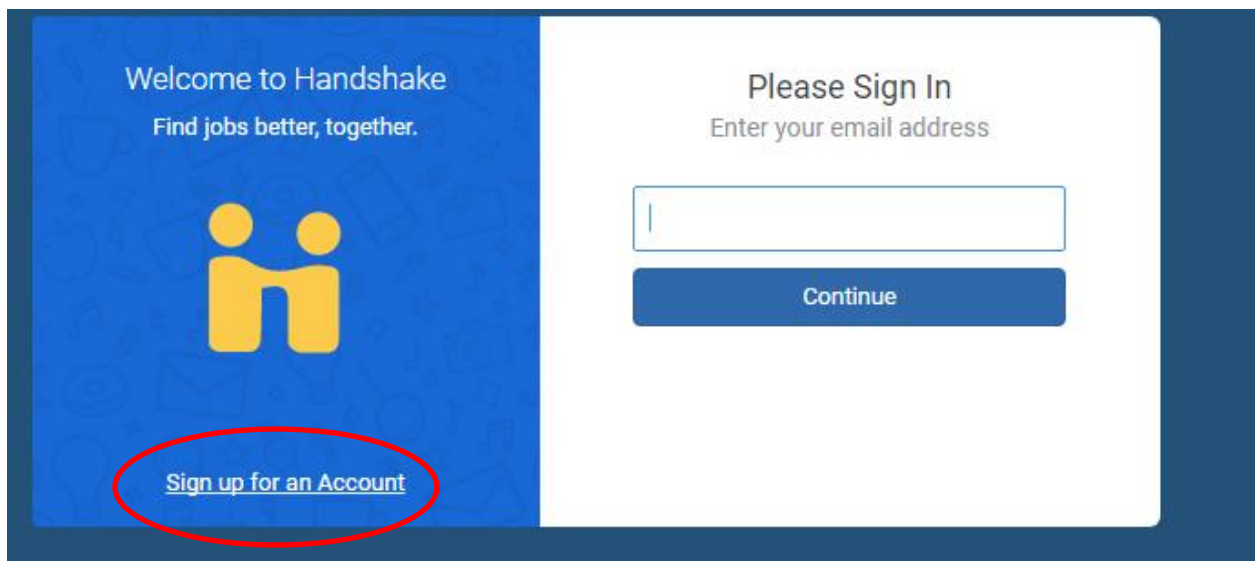 Welcome to Handshake
Find jobs better, together.
Sign up for an Account
Please Sign In
Enter your email address
Continue